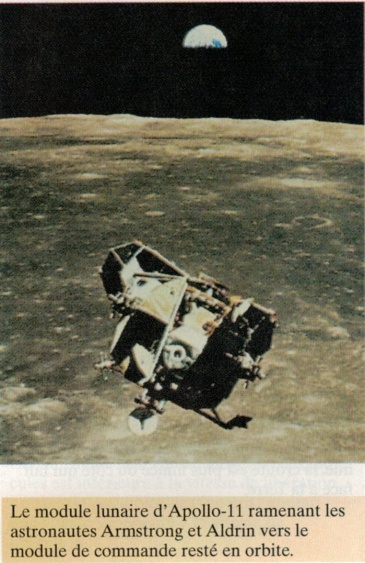 Le module lunaire d'Apollo-11 ramenant les
astronautes Armstrong et Aldrin vers le
module de commande resté en orbite.